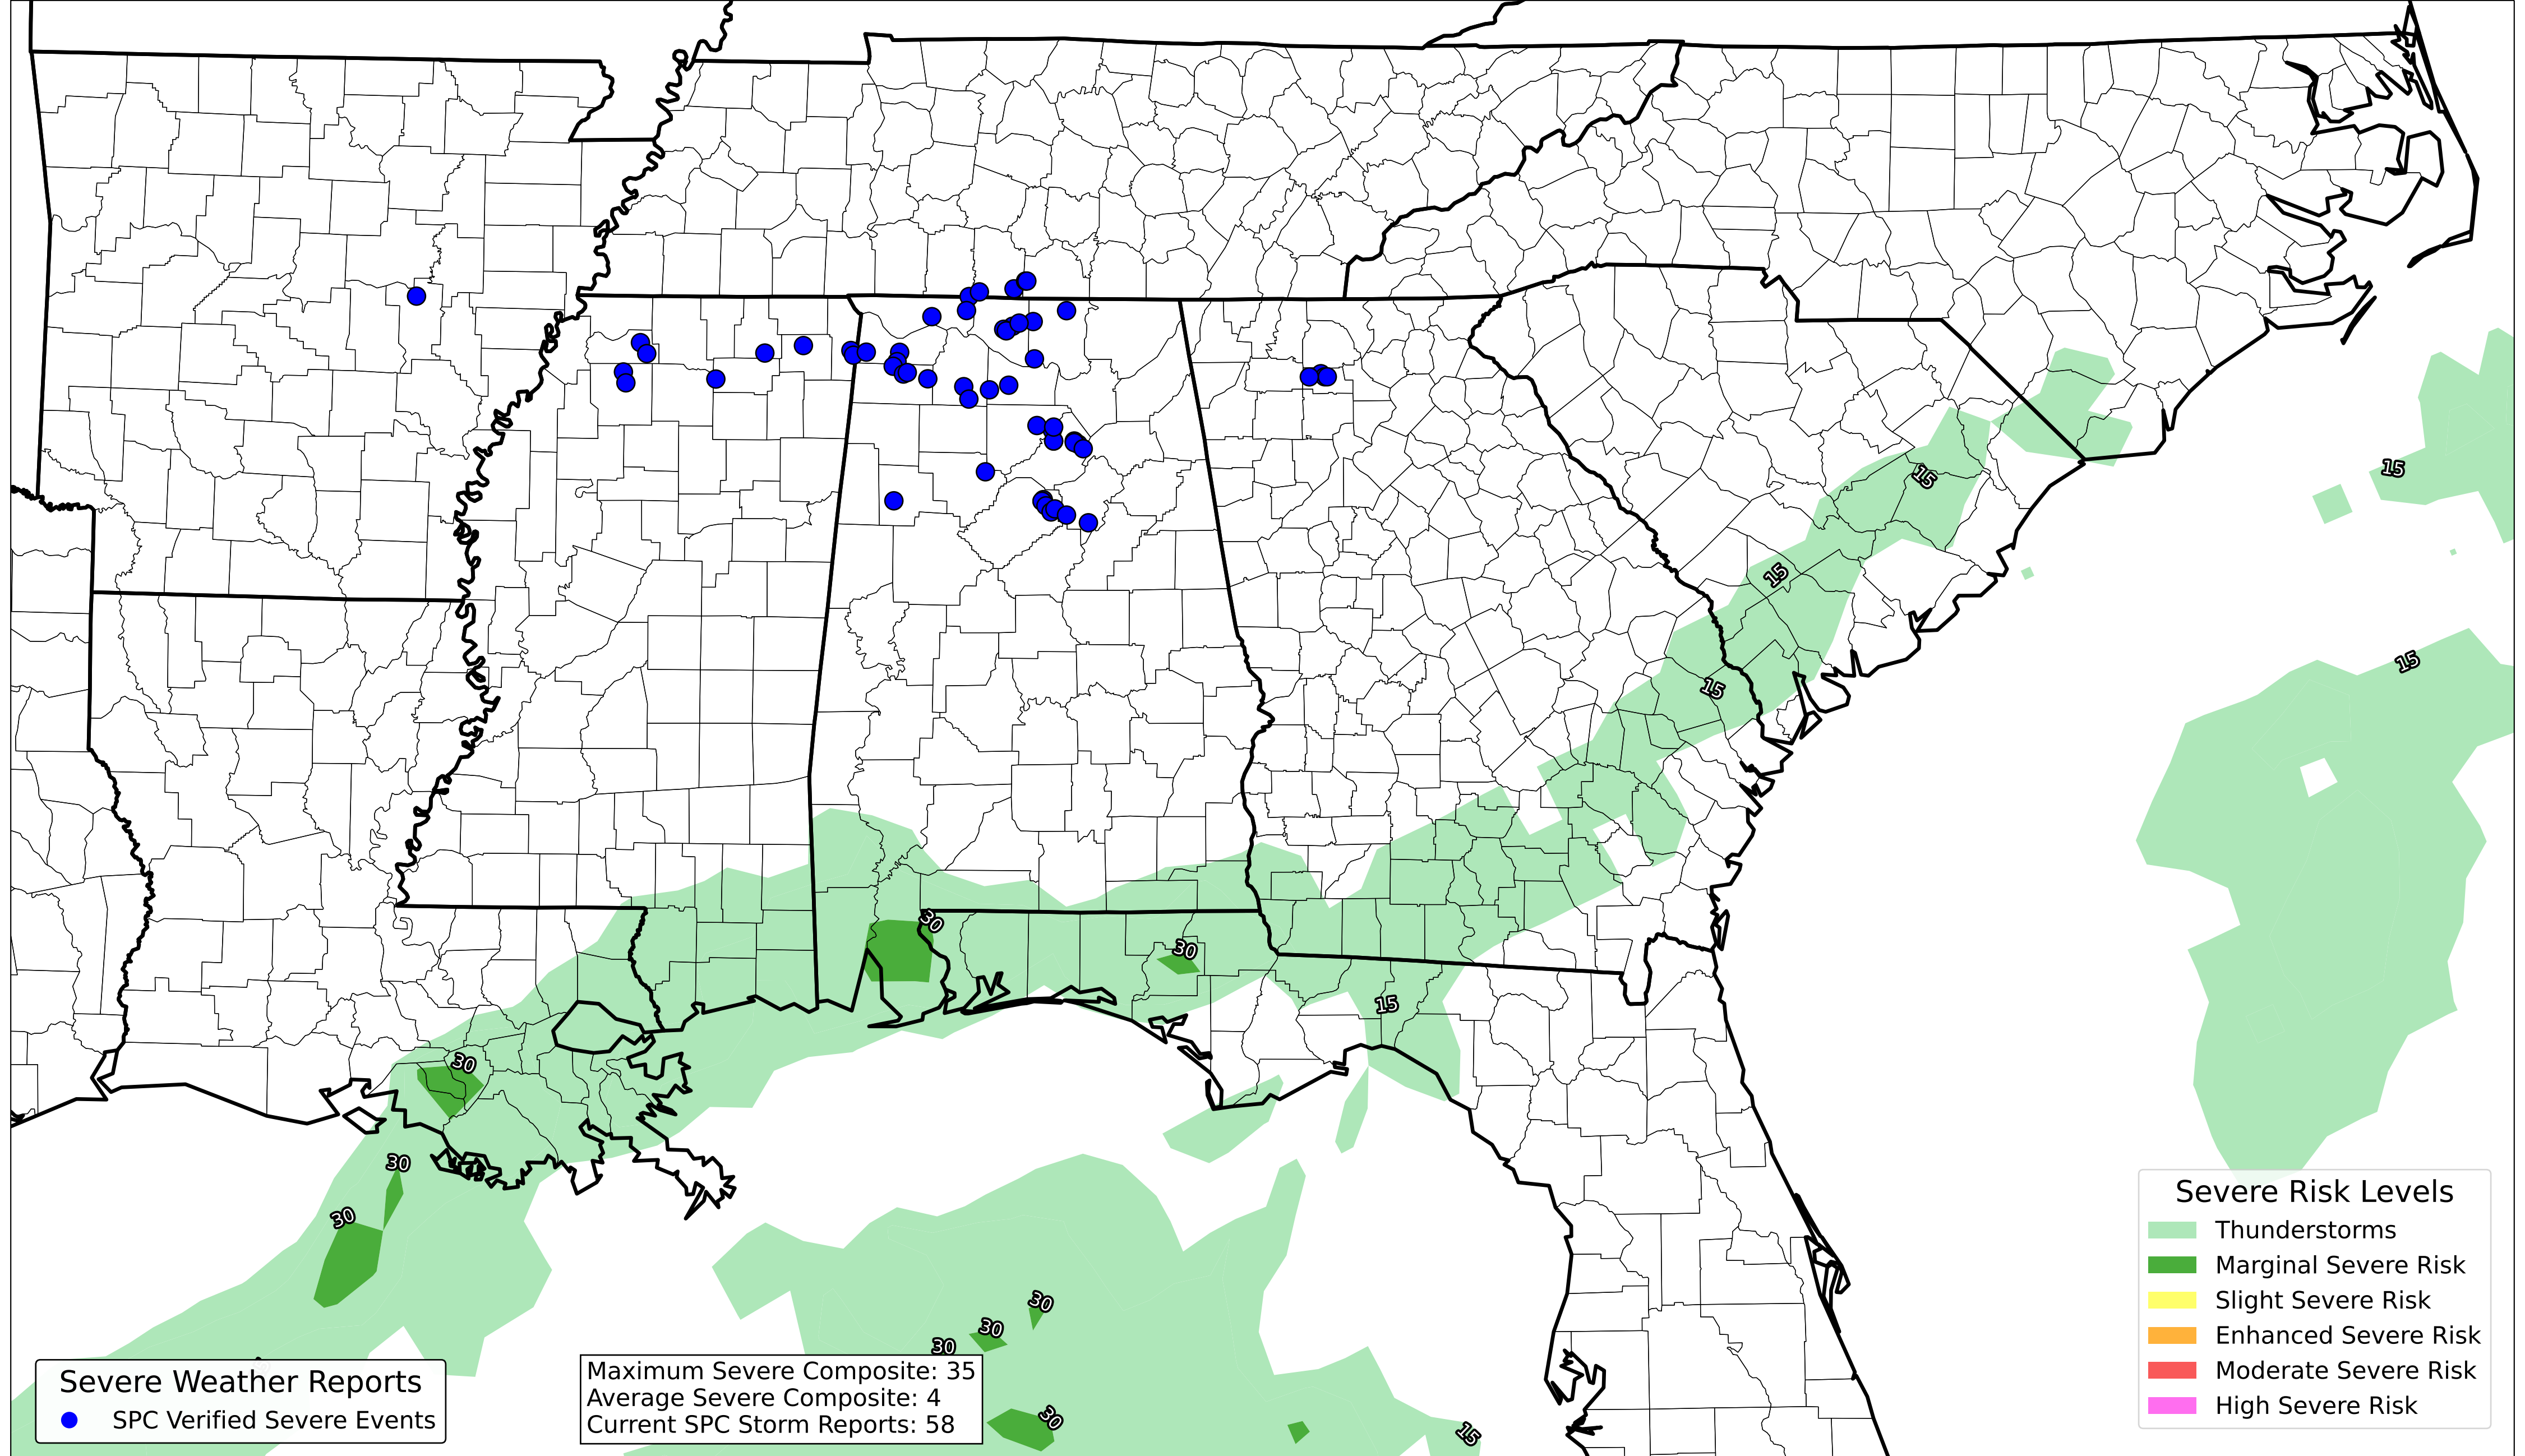 15
15
15
15
15
30
30
15
30
30
30
30
30
30
30
15
Severe Risk Levels
Thunderstorms
Marginal Severe Risk
Slight Severe Risk
Enhanced Severe Risk
Moderate Severe Risk
High Severe Risk
Severe Weather Reports
SPC Verified Severe Events
Maximum Severe Composite: 35
Average Severe Composite: 4
Current SPC Storm Reports: 58